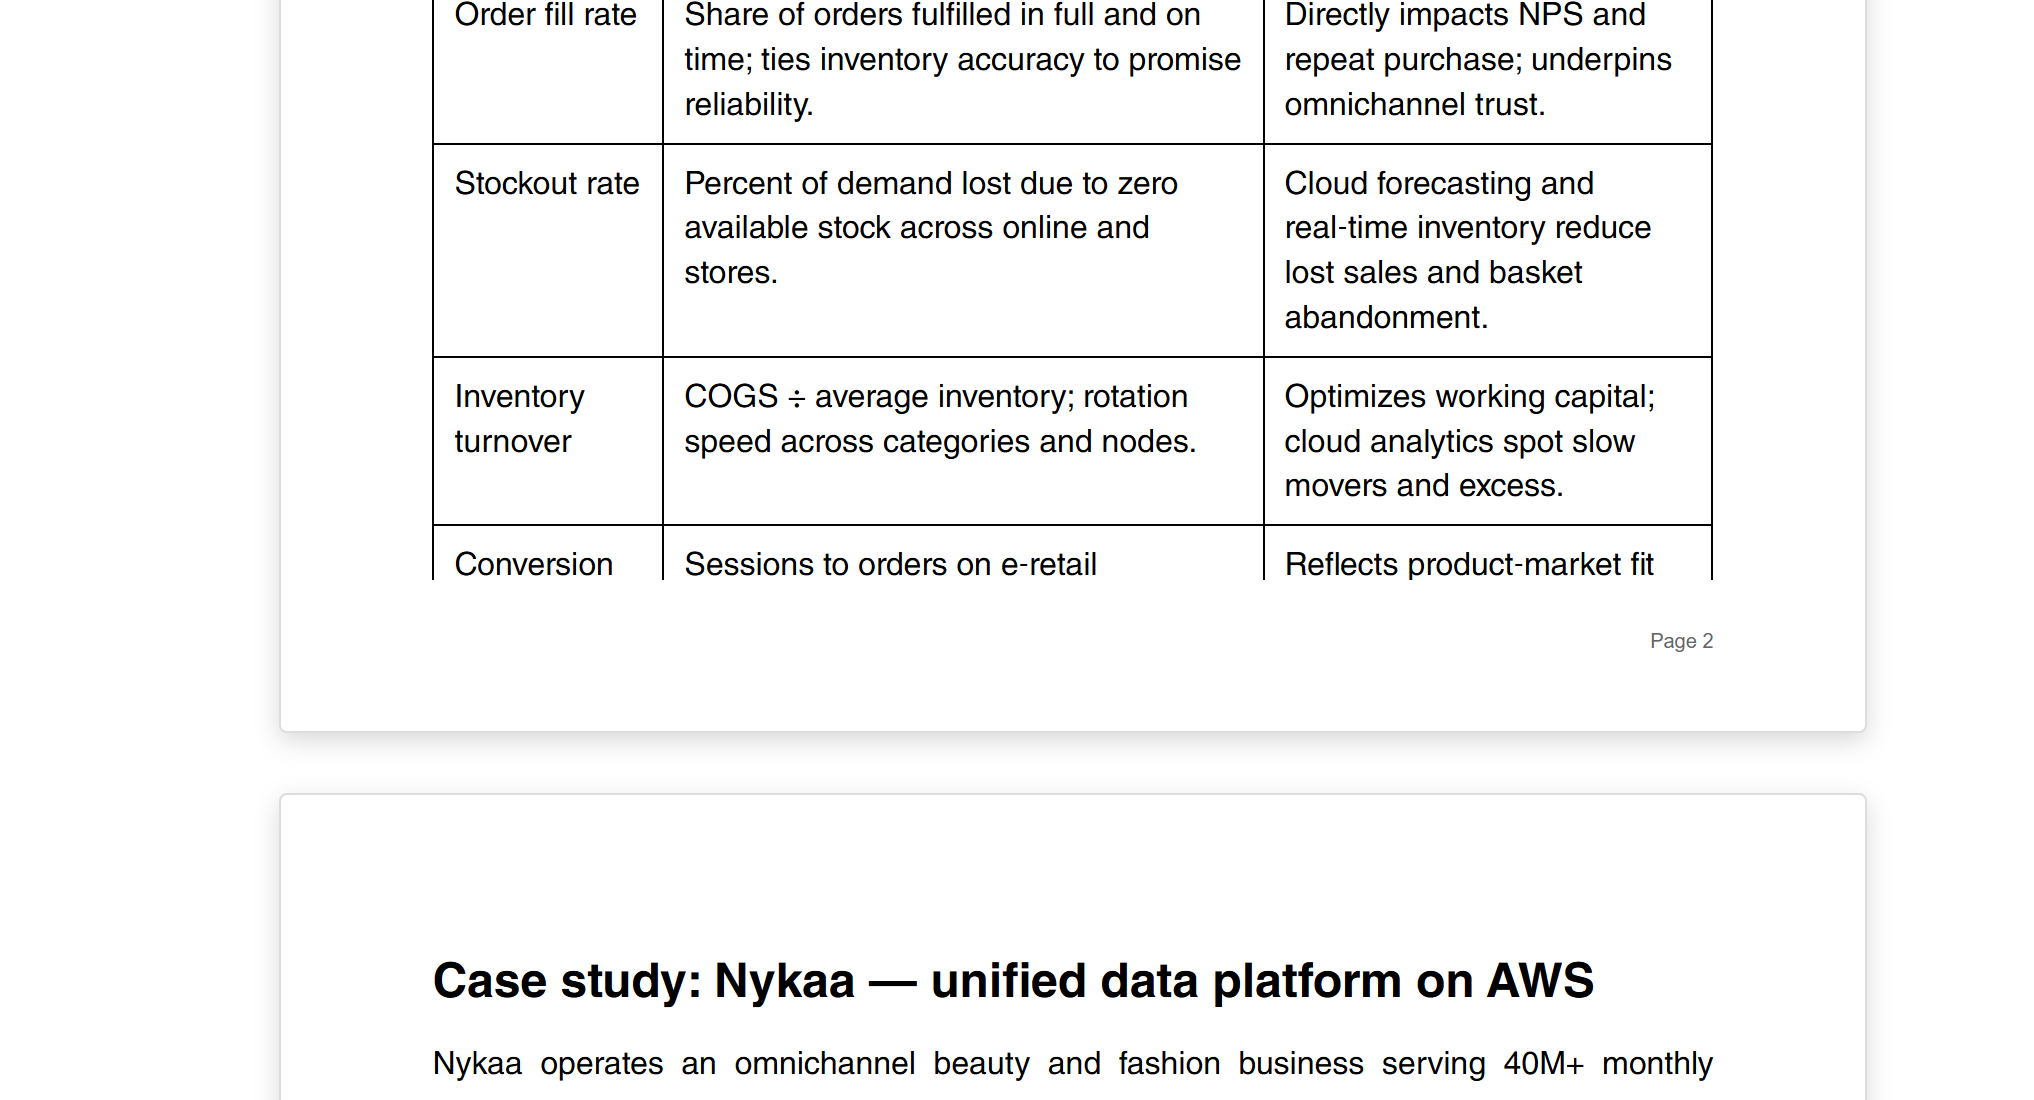 Order fill rate
Share of orders fulfilled in full and on
time; ties inventory accuracy to promise
reliability.
Directly impacts NPS and
repeat purchase; underpins
omnichannel trust.
Stockout rate
Percent of demand lost due to zero
available stock across online and
stores.
Cloud forecasting and
real-time inventory reduce
lost sales and basket
abandonment.
Inventory
turnover
COGS ÷ average inventory; rotation
speed across categories and nodes.
Optimizes working capital;
cloud analytics spot slow
movers and excess.
Conversion
Sessions to orders on e-retail
Reflects product-market fit
Page 2
Case study: Nykaa — unified data platform on AWS
Nykaa operates an omnichannel beauty and fashion business serving 40M+ monthly